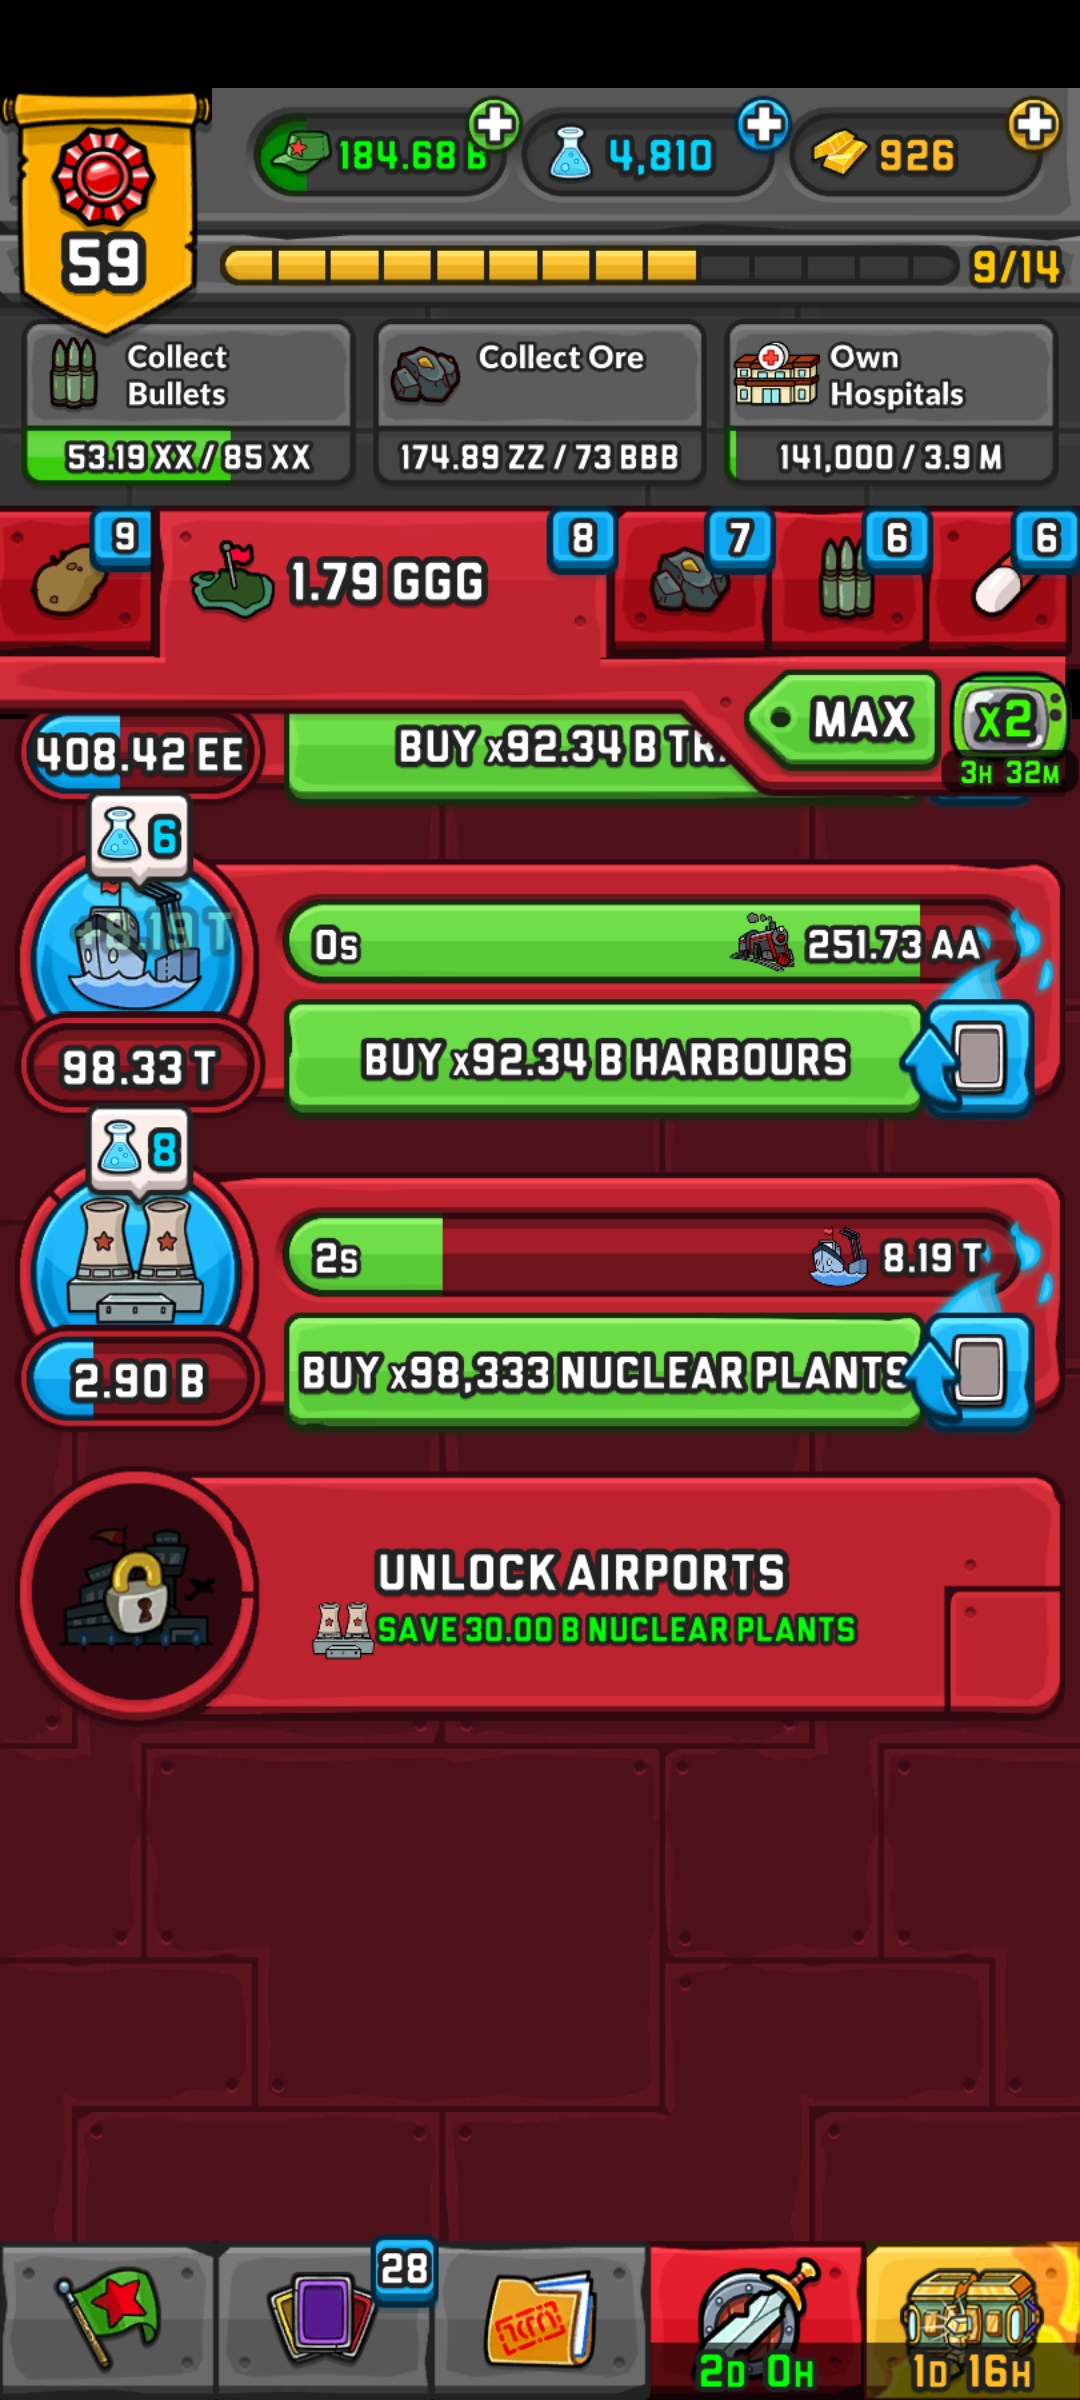 59
184.68 B
4,810
926
9/14
Collect
Bullets
53.19 XX / 85 XX
Collect Ore
174.89 ZZ / 73 BBB
Own
Hospitals
141,000 / 3.9 M
9
1.79 GGG
8
7
6
6
MAX
x2
3H 32M
408.42 EE
BUY x92.34 B
6
0s
251.73 AA
98.33 T
BUY x92.34 B HARBOURS
8
2s
8.19 T
2.90 B
BUY x98,333 NUCLEAR PLANTS
UNLOCK AIRPORTS
SAVE 30.00 B NUCLEAR PLANTS
28
2D 0H
1D 16H